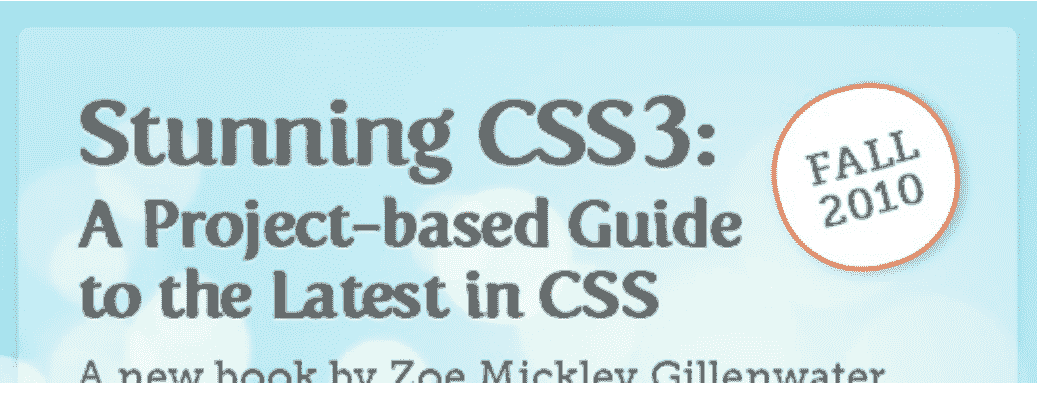 Stunning CSS3:
A Project-based Guide
to the Latest in CSS
FALL
2010
A new book by Zoe Mickley Gillenwater